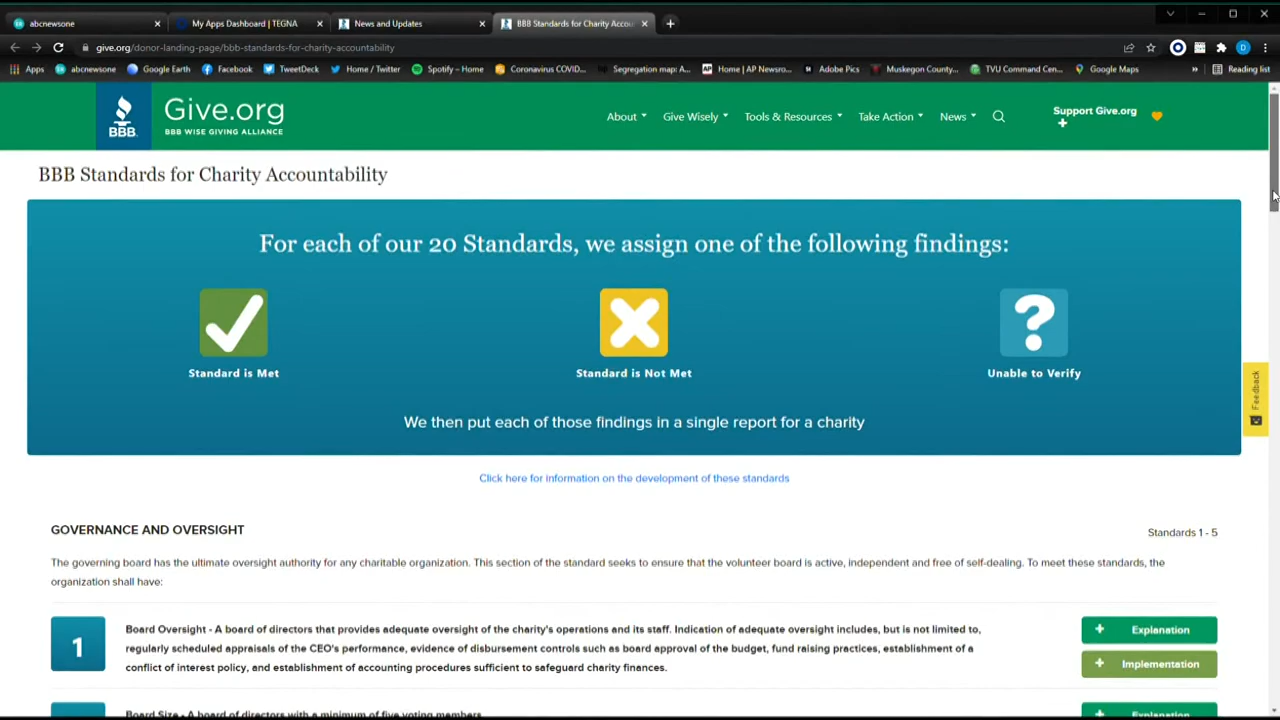 abcnewsone
My Apps Dashboard | TEGNA
News and Updates
BBB Standards for Charity Accou
give.org/donor-landing-page/bbb-standards-for-charity-accountability
Apps
abcnewsone
Google Earth
Facebook
TweetDeck
Home / Twitter
Spotify – Home
Coronavirus COVID...
Segregation map: A...
Home | AP Newsro...
Adobe Pics
Muskegon County...
TVU Command Cen...
Google Maps
»
Reading list
BBB
Give.org
BBB WISE GIVING ALLIANCE
About
Give Wisely
Tools & Resources
Take Action
News
Support Give.org
+
BBB Standards for Charity Accountability
For each of our 20 Standards, we assign one of the following findings:
?
Standard is Met
Standard is Not Met
Unable to Verify
Feedback
We then put each of those findings in a single report for a charity
Click here for information on the development of these standards
GOVERNANCE AND OVERSIGHT
Standards 1 - 5
The governing board has the ultimate oversight authority for any charitable organization. This section of the standard seeks to ensure that the volunteer board is active, independent and free of self-dealing. To meet these standards, the
organization shall have:
1
Board Oversight - A board of directors that provides adequate oversight of the charity's operations and its staff. Indication of adequate oversight includes, but is not limited to,
regularly scheduled appraisals of the CEO's performance, evidence of disbursement controls such as board approval of the budget, fund raising practices, establishment of a
conflict of interest policy, and establishment of accounting procedures sufficient to safeguard charity finances.
+ Explanation
+ Implementation
Board Size - A board of directors with a minimum of five voting members.
+ Explanation